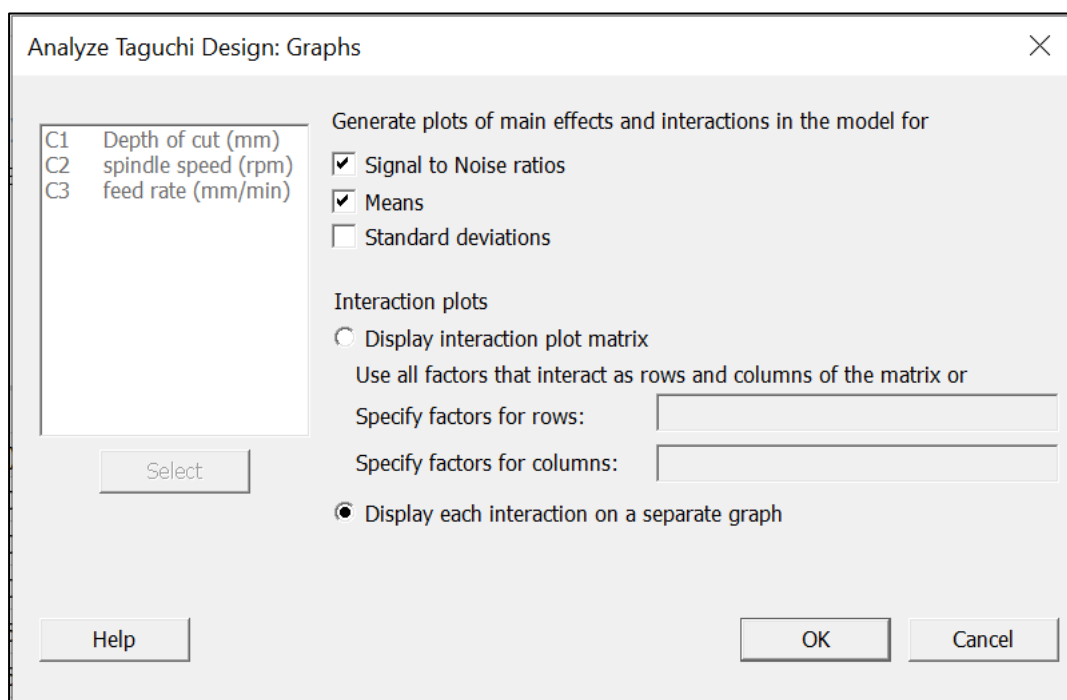 Analyze Taguchi Design: Graphs
C1 Depth of cut (mm)
C2 spindle speed (rpm)
C3 feed rate (mm/min)
Select
Generate plots of main effects and interactions in the model for
Signal to Noise ratios
Means
Standard deviations
Interaction plots
Display interaction plot matrix
Use all factors that interact as rows and columns of the matrix or
Specify factors for rows:
Specify factors for columns:
Display each interaction on a separate graph
Help
OK
Cancel